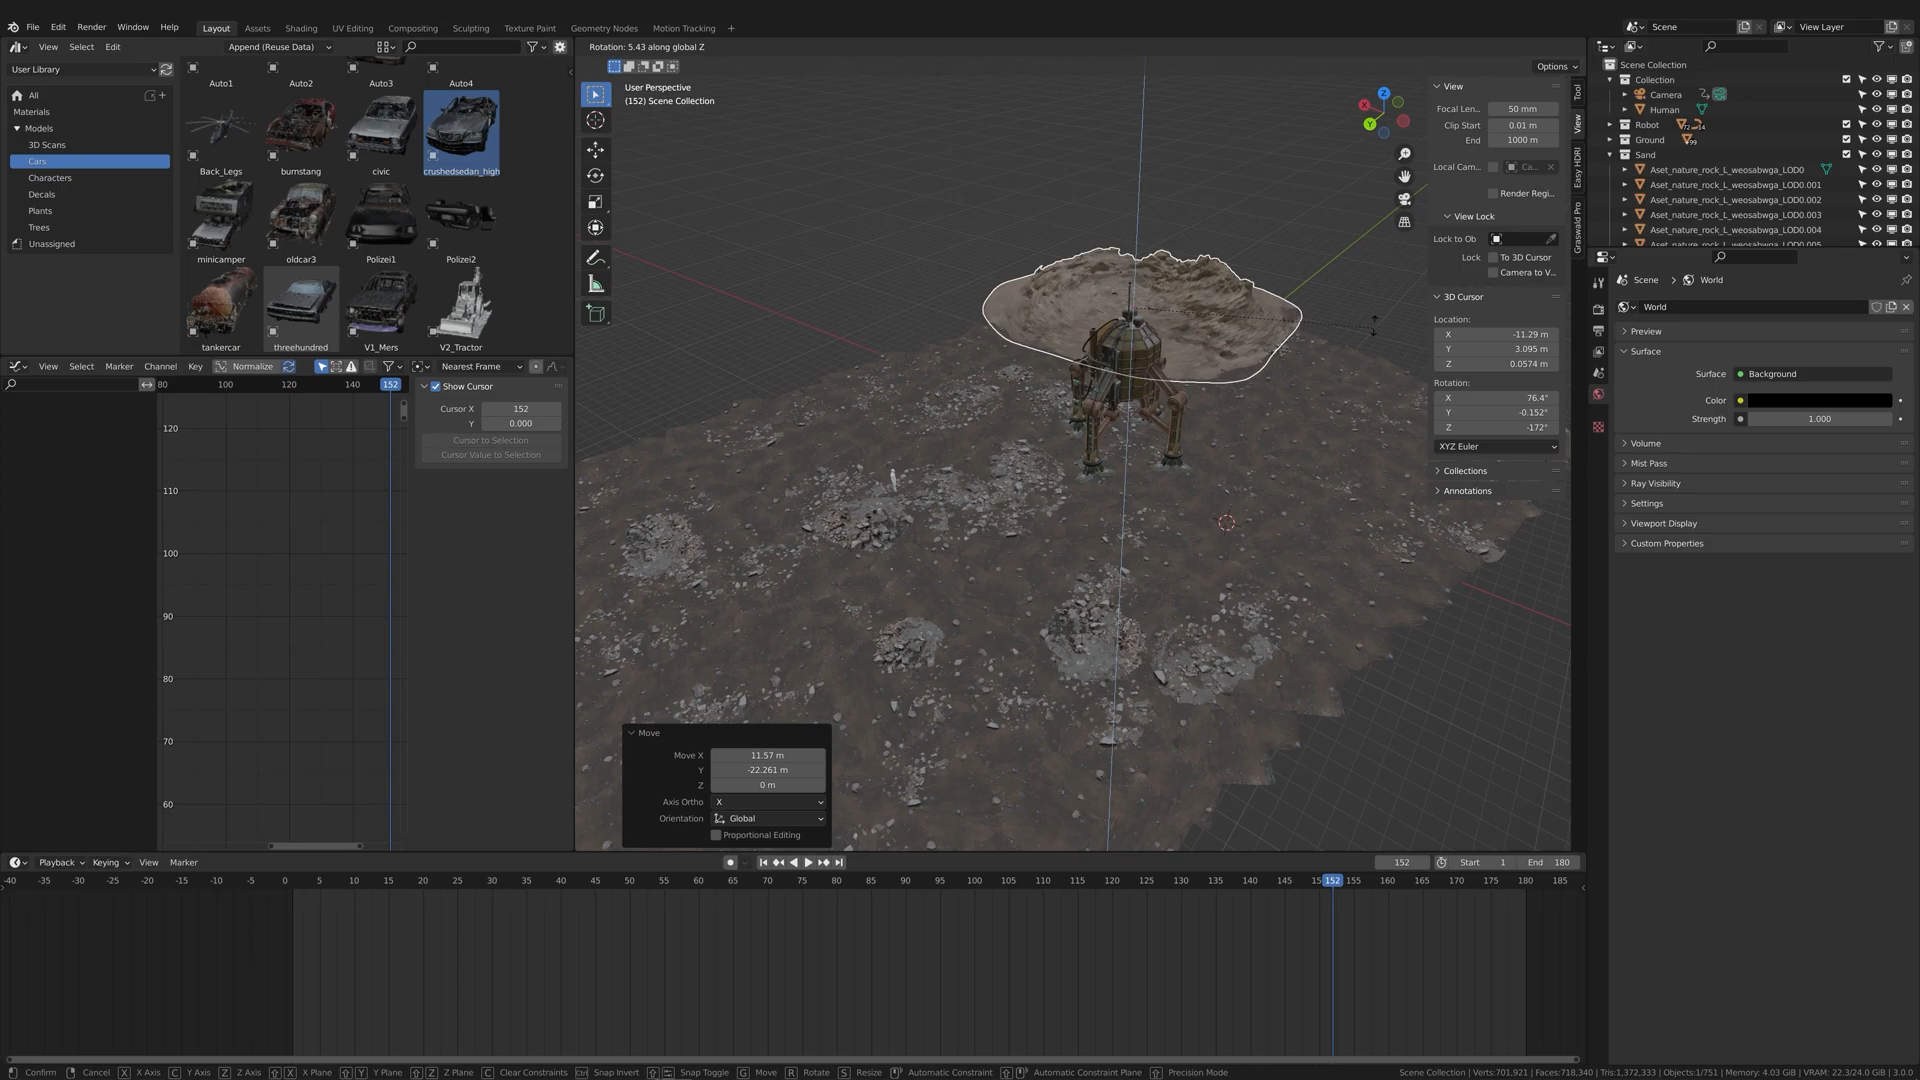 File Edit Render Window Help Layout Assets Shading UV Editing Compositing Sculpting Texture Paint Geometry Nodes Motion Tracking + Scene View Layer
View Select Edit Append (Reuse Data)
User Library
All
Materials
Models
3D Scans
Cars
Characters
Decals
Plants
Trees
Unassigned
Auto1 Auto2 Auto3 Auto4
Back_Legs burnstang civic crushedsedan_high
minicamper oldcar3 Polizei1 Polizei2
tankercar threehundred V1_Mers V2_Tractor
View Select Marker Channel Key Normalize Nearest Frame
80 100 120 140 152
120
110
100
90
80
70
60
Show Cursor
Cursor X 152
Y 0.000
Cursor to Selection
Cursor Value to Selection
Rotation: 5.43 along global Z
Options
User Perspective
(152) Scene Collection
X
Y
Z
Move
Move X 11.57 m
Y -22.261 m
Z 0 m
Axis Ortho X
Orientation Global
Proportional Editing
View
Focal Len... 50 mm
Clip Start 0.01 m
End 1000 m
Local Cam... Ca...
Render Regi...
View Lock
Lock to Ob
Lock To 3D Cursor
Camera to V...
3D Cursor
Location:
X -11.29 m
Y 3.095 m
Z 0.0574 m
Rotation:
X 76.4°
Y -0.152°
Z -172°
XYZ Euler
Collections
Annotations
Tool
View
Easy HDRI
Graswald Pro
Scene Collection
Collection
Camera
Human
Robot 72 14
Ground 99
Sand
Aset_nature_rock_L_weosabwga_LOD0
Aset_nature_rock_L_weosabwga_LOD0.001
Aset_nature_rock_L_weosabwga_LOD0.002
Aset_nature_rock_L_weosabwga_LOD0.003
Aset_nature_rock_L_weosabwga_LOD0.004
Aset_nature_rock_L_weosabwga_LOD0.005
Scene World
World
Preview
Surface
Surface Background
Color
Strength 1.000
Volume
Mist Pass
Ray Visibility
Settings
Viewport Display
Custom Properties
Playback Keying View Marker 152 Start 1 End 180
-40 -35 -30 -25 -20 -15 -10 -5 0 5 10 15 20 25 30 35 40 45 50 55 60 65 70 75 80 85 90 95 100 105 110 115 120 125 130 135 140 145 15 152 155 160 165 170 175 180 185
Confirm Cancel X X Axis C Y Axis Z Z Axis X X Plane Y Y Plane Z Z Plane C Clear Constraints Ctrl Snap Invert Snap Toggle G Move R Rotate S Resize Automatic Constraint Automatic Constraint Plane Precision Mode Scene Collection | Verts:701,921 | Faces:718,340 | Tris:1,372,333 | Objects:1/751 | Memory: 4.03 GiB | VRAM: 22.3/24.0 GiB | 3.0.0